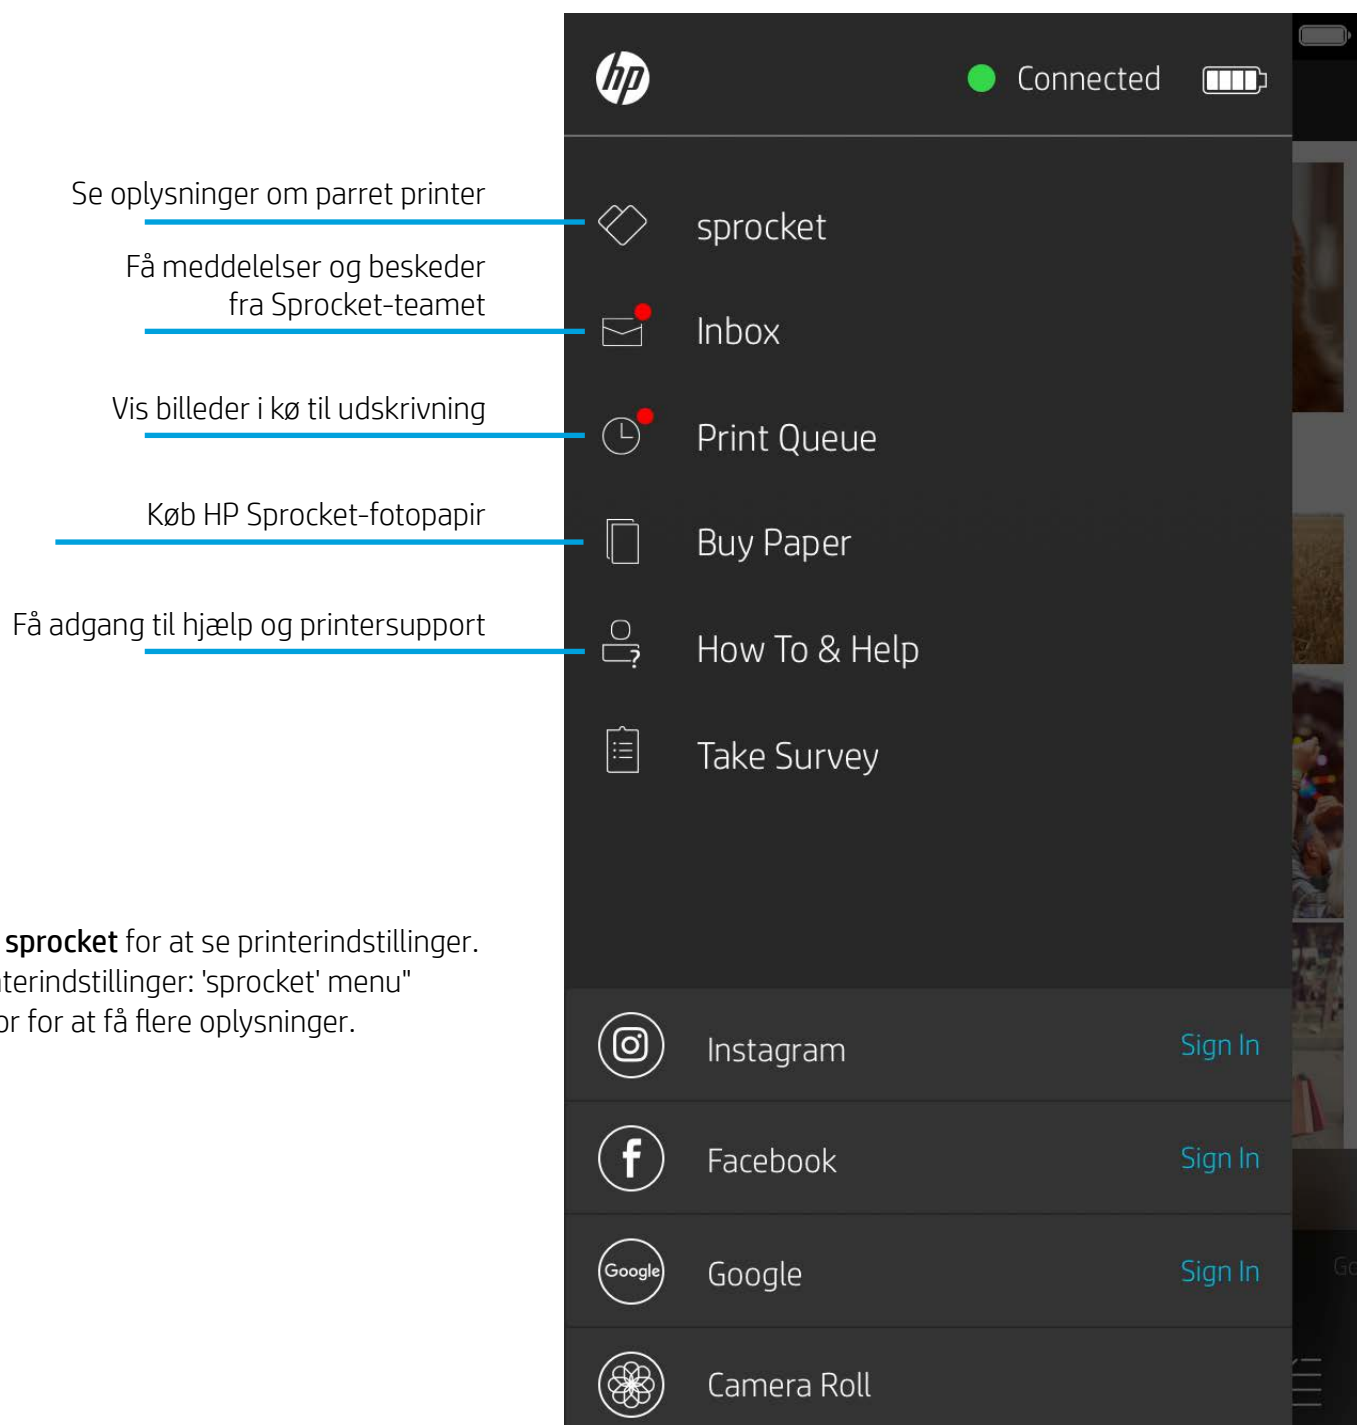 hp
Connected
Se oplysninger om parret printer
sprocket
Få meddelelser og beskeder
fra Sprocket-teamet
Inbox
Vis billeder i kø til udskrivning
Print Queue
Køb HP Sprocket-fotopapir
Buy Paper
Få adgang til hjælp og printersupport
How To & Help
Take Survey
sprocket for at se printerindstillinger.
terindstillinger: 'sprocket' menu"
or for at få flere oplysninger.
Instagram
Sign In
Facebook
Sign In
Google
Google
Sign In
Camera Roll